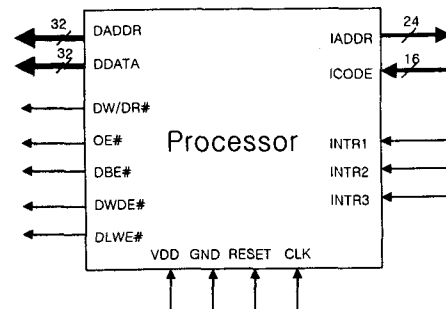 32 DADDR IADDR 24
32 DDATA ICODE 16
DW/DR#
OE# Processor INTR1
DBE# INTR2
DWDE# INTR3
DLWE#
VDD GND RESET CLK